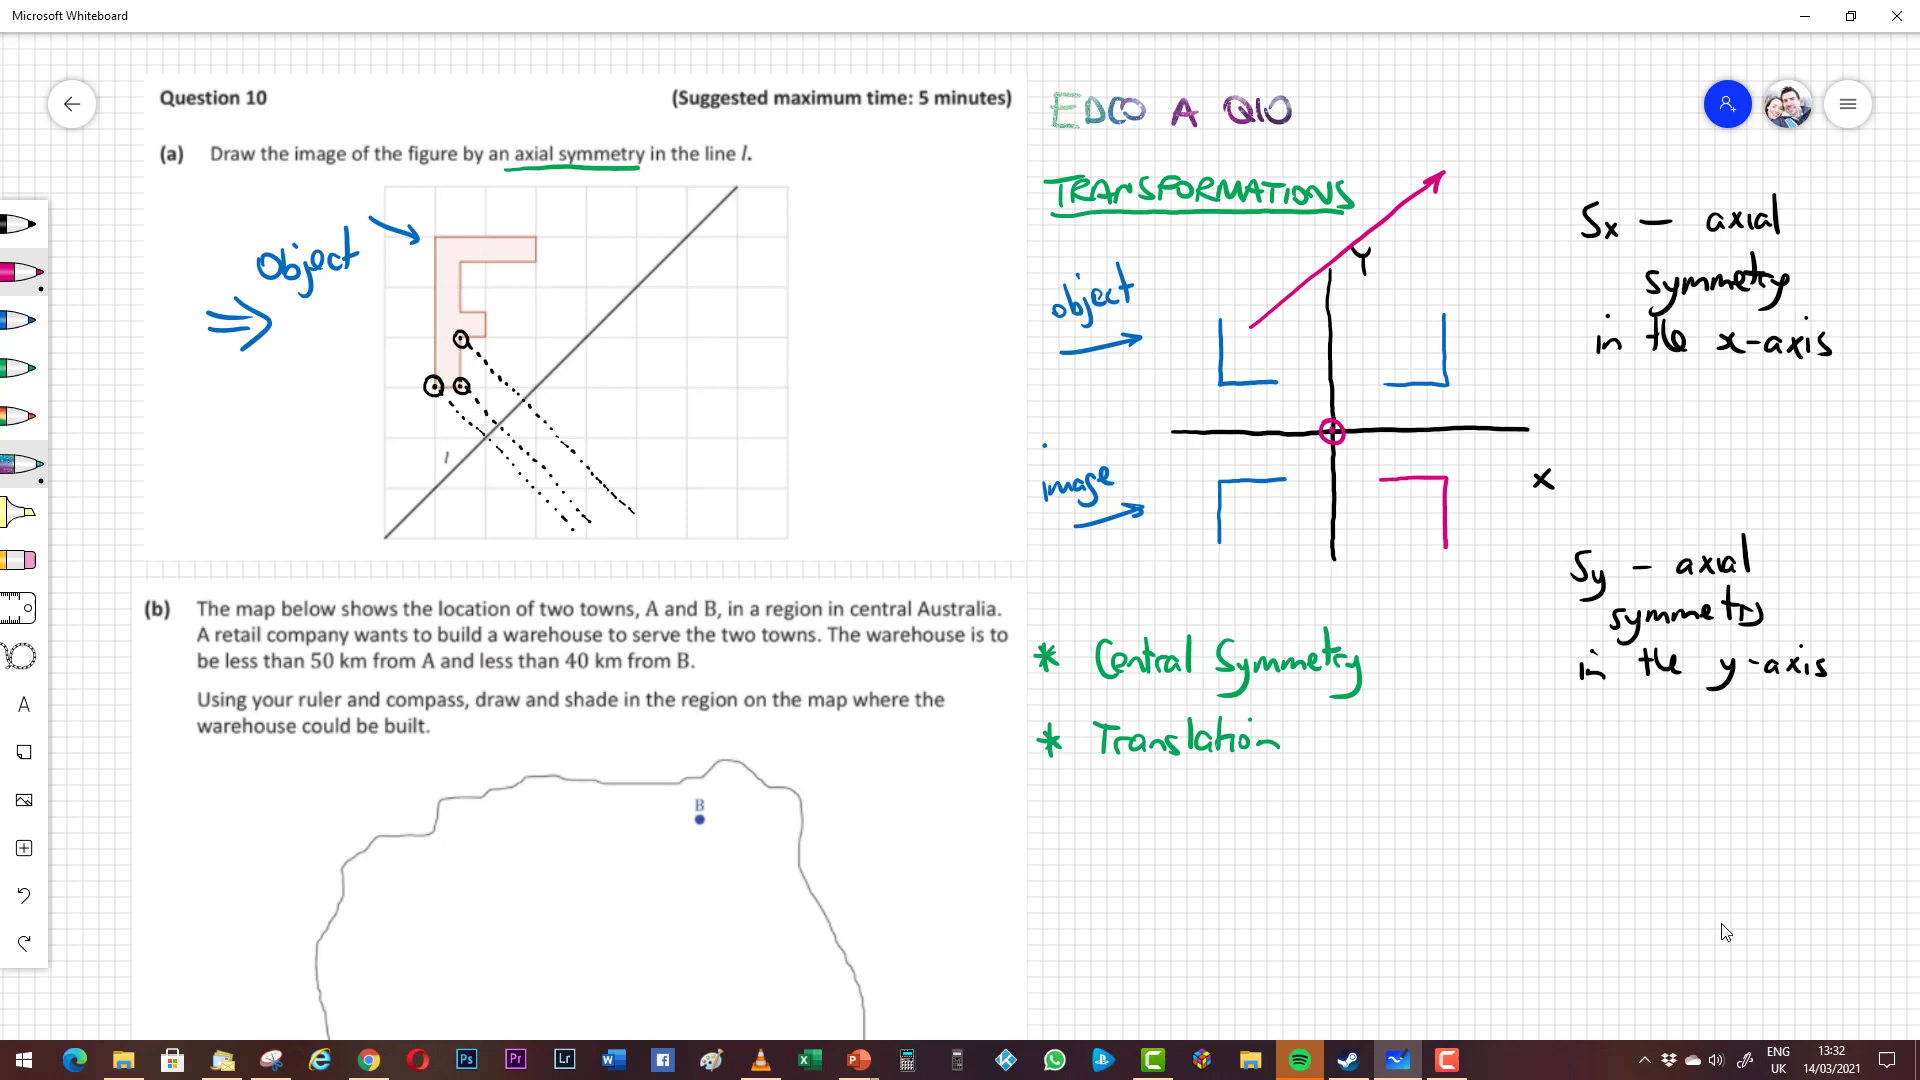 Microsoft Whiteboard
Question 10
(Suggested maximum time: 5 minutes)
(a) Draw the image of the figure by an axial symmetry in the line l.
Object
l
(b) The map below shows the location of two towns, A and B, in a region in central Australia.
A retail company wants to build a warehouse to serve the two towns. The warehouse is to
be less than 50 km from A and less than 40 km from B.
Using your ruler and compass, draw and shade in the region on the map where the
warehouse could be built.
B
EDCO A Q10
TRANSFORMATIONS
Y
object
image
X
* Central Symmetry
* Translation
Sx – axial
symmetry
in the x-axis
Sy – axial
symmetry
in the y-axis
A
Ps
Pr
Lr
ENG
UK
13:32
14/03/2021